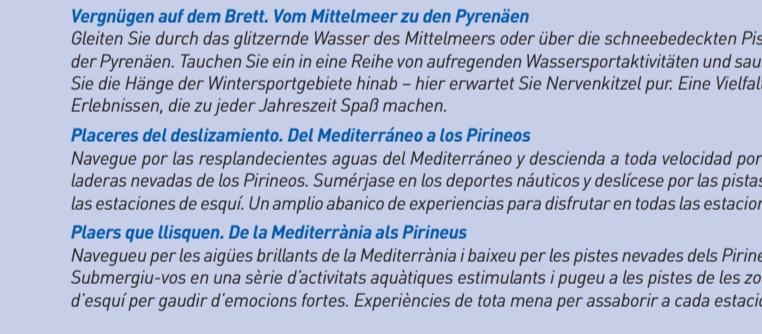 Vergnügen auf dem Brett. Vom Mittelmeer zu den Pyrenäen
Gleiten Sie durch das glitzernde Wasser des Mittelmeers oder über die schneebedeckten Pis
der Pyrenäen. Tauchen Sie ein in eine Reihe von aufregenden Wassersportaktivitäten und sau
Sie die Hänge der Wintersportgebiete hinab – hier erwartet Sie Nervenkitzel pur. Eine Vielfal
Erlebnissen, die zu jeder Jahreszeit Spaß machen.
Placeres del deslizamiento. Del Mediterráneo a los Pirineos
Navegue por las resplandecientes aguas del Mediterráneo y descienda a toda velocidad por
laderas nevadas de los Pirineos. Sumérjase en los deportes náuticos y deslícese por las pistas
las estaciones de esquí. Un amplio abanico de experiencias para disfrutar en todas las estacion
Plaers que llisquen. De la Mediterrània als Pirineus
Navegueu per les aigües brillants de la Mediterrània i baixeu per les pistes nevades dels Pirine
Submergiu-vos en una sèrie d'activitats aquàtiques estimulants i pugeu a les pistes de les zo
d'esquí per gaudir d'emocions fortes. Experiències de tota mena per assaborir a cada estació